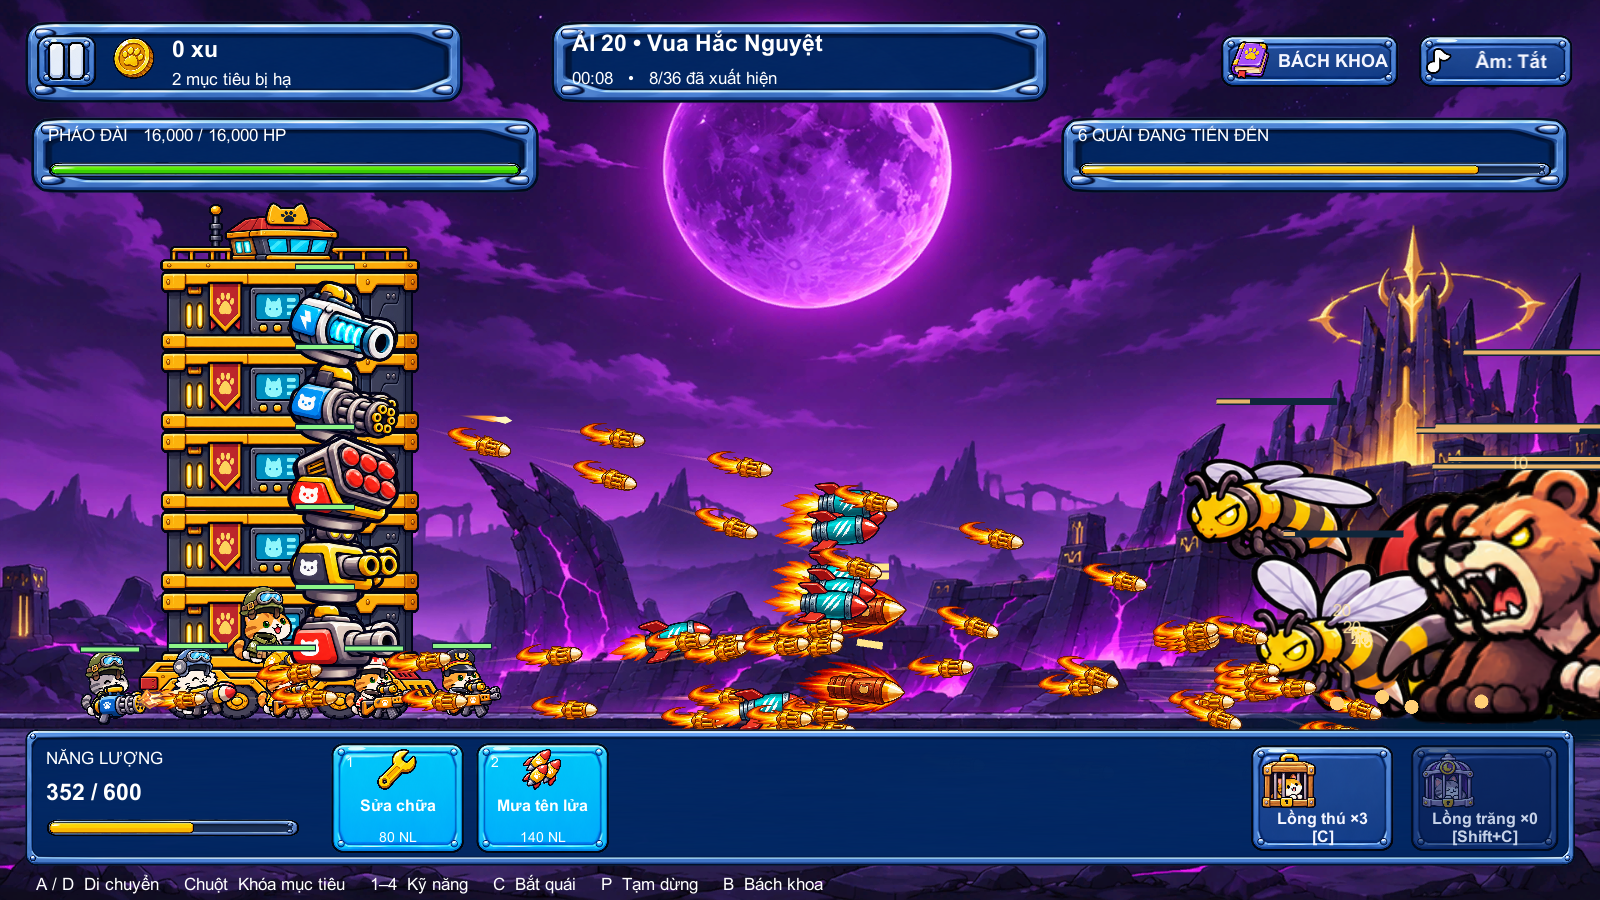 0 xu
2 mục tiêu bị hạ
ẢI 20 • Vua Hắc Nguyệt
00:08 • 8/36 đã xuất hiện
BÁCH KHOA
Âm: Tắt
PHÁO ĐÀI 16,000 / 16,000 HP
6 QUÁI ĐANG TIẾN ĐẾN
10
20
20
NĂNG LƯỢNG
352 / 600
1
Sửa chữa
80 NL
2
Mưa tên lửa
140 NL
Lồng thú ×3
[C]
Lồng trăng ×0
[Shift+C]
A / D Di chuyển Chuột Khóa mục tiêu 1–4 Kỹ năng C Bắt quái P Tạm dừng B Bách khoa